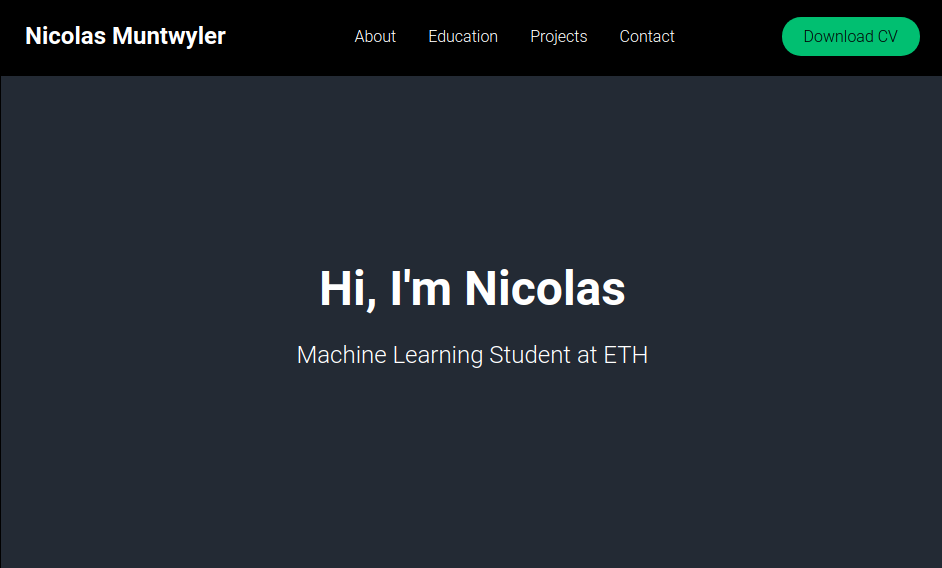 Nicolas Muntwyler About Education Projects Contact Download CV
Hi, I'm Nicolas
Machine Learning Student at ETH